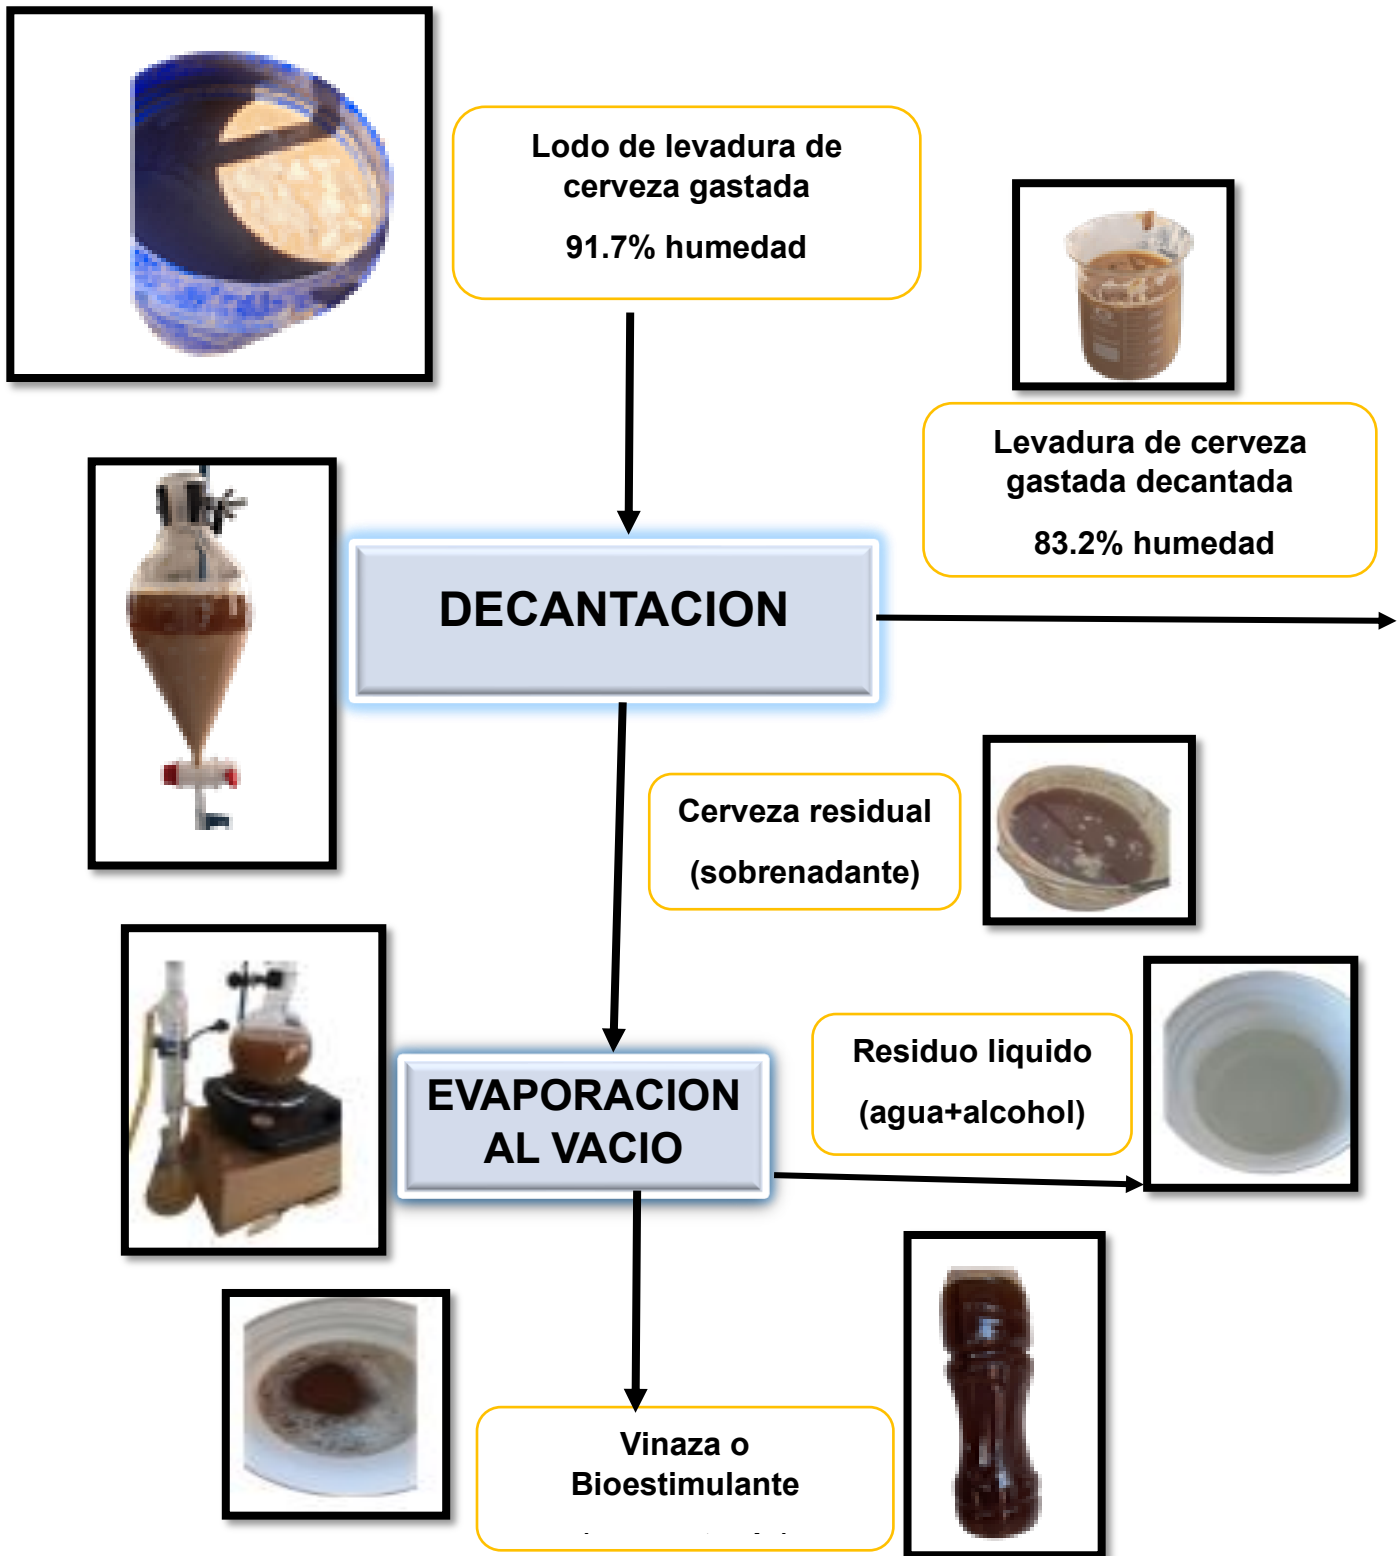 Lodo de levadura de
cerveza gastada
91.7% humedad
Levadura de cerveza
gastada decantada
83.2% humedad
DECANTACION
Cerveza residual
(sobrenadante)
Residuo liquido
(agua+alcohol)
EVAPORACION
AL VACIO
Vinaza o
Bioestimulante